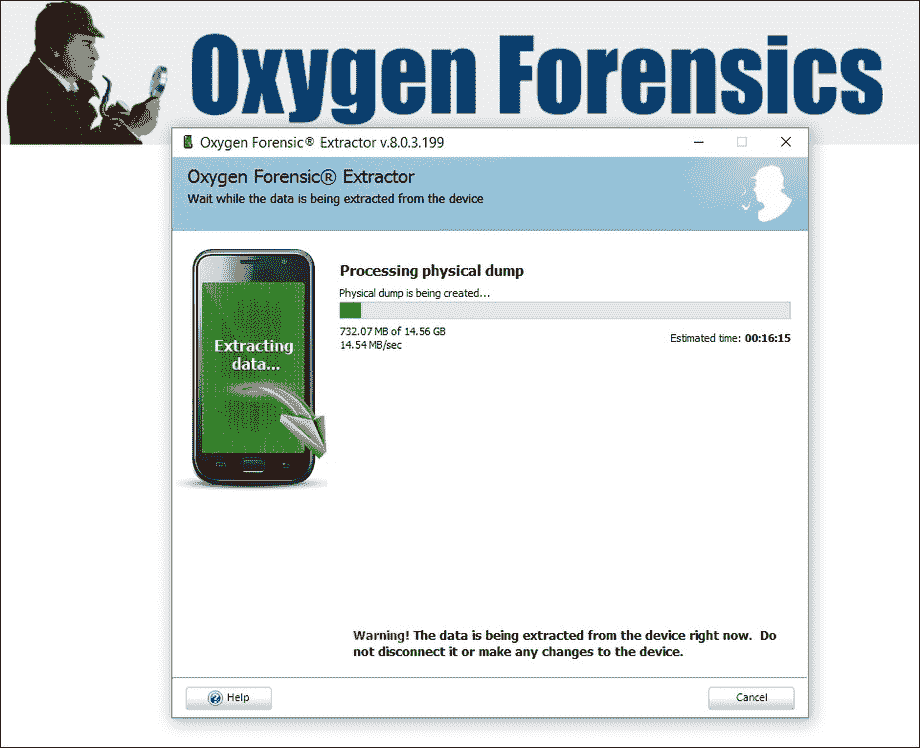 Oxygen Forensics
Oxygen Forensic® Extractor v.8.0.3.199
Oxygen Forensic® Extractor
Wait while the data is being extracted from the device
Extracting
data...
Processing physical dump
Physical dump is being created...
732.07 MB of 14.56 GB
14.54 MB/sec
Estimated time: 00:16:15
Warning! The data is being extracted from the device right now. Do
not disconnect it or make any changes to the device.
Help
Cancel